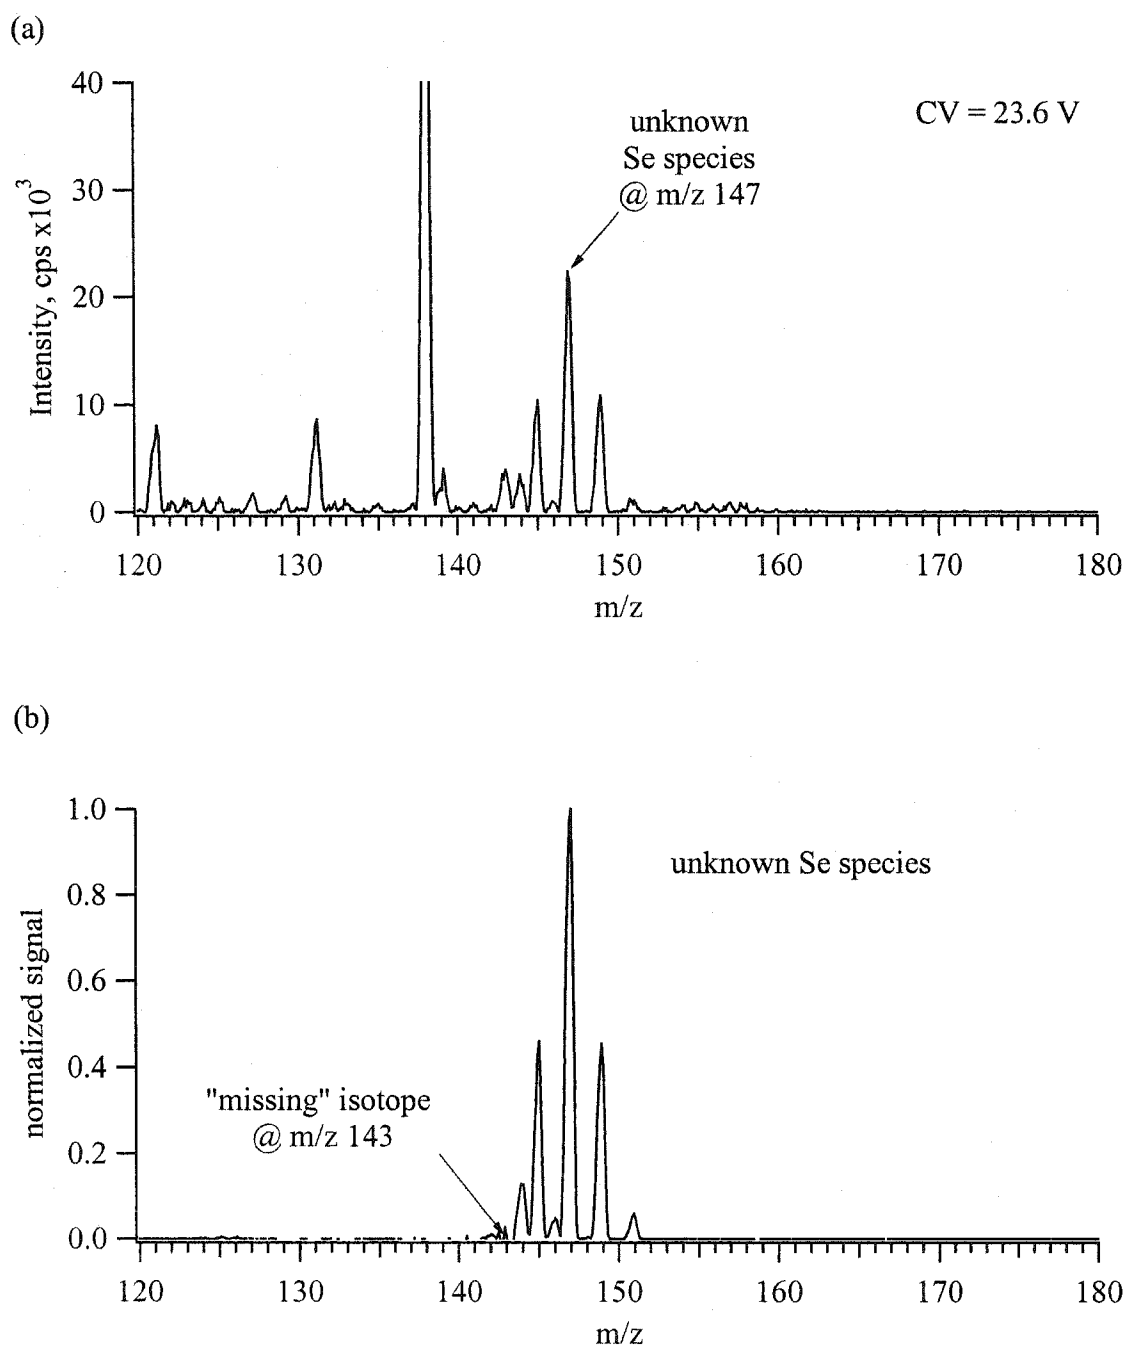 (a)
40
30
20
10
0
Intensity, cps x10³
unknown
Se species
@ m/z 147
CV = 23.6 V
120 130 140 150 160 170 180
m/z
(b)
1.0
0.8
0.6
0.4
0.2
0.0
normalized signal
unknown Se species
"missing" isotope
@ m/z 143
120 130 140 150 160 170 180
m/z